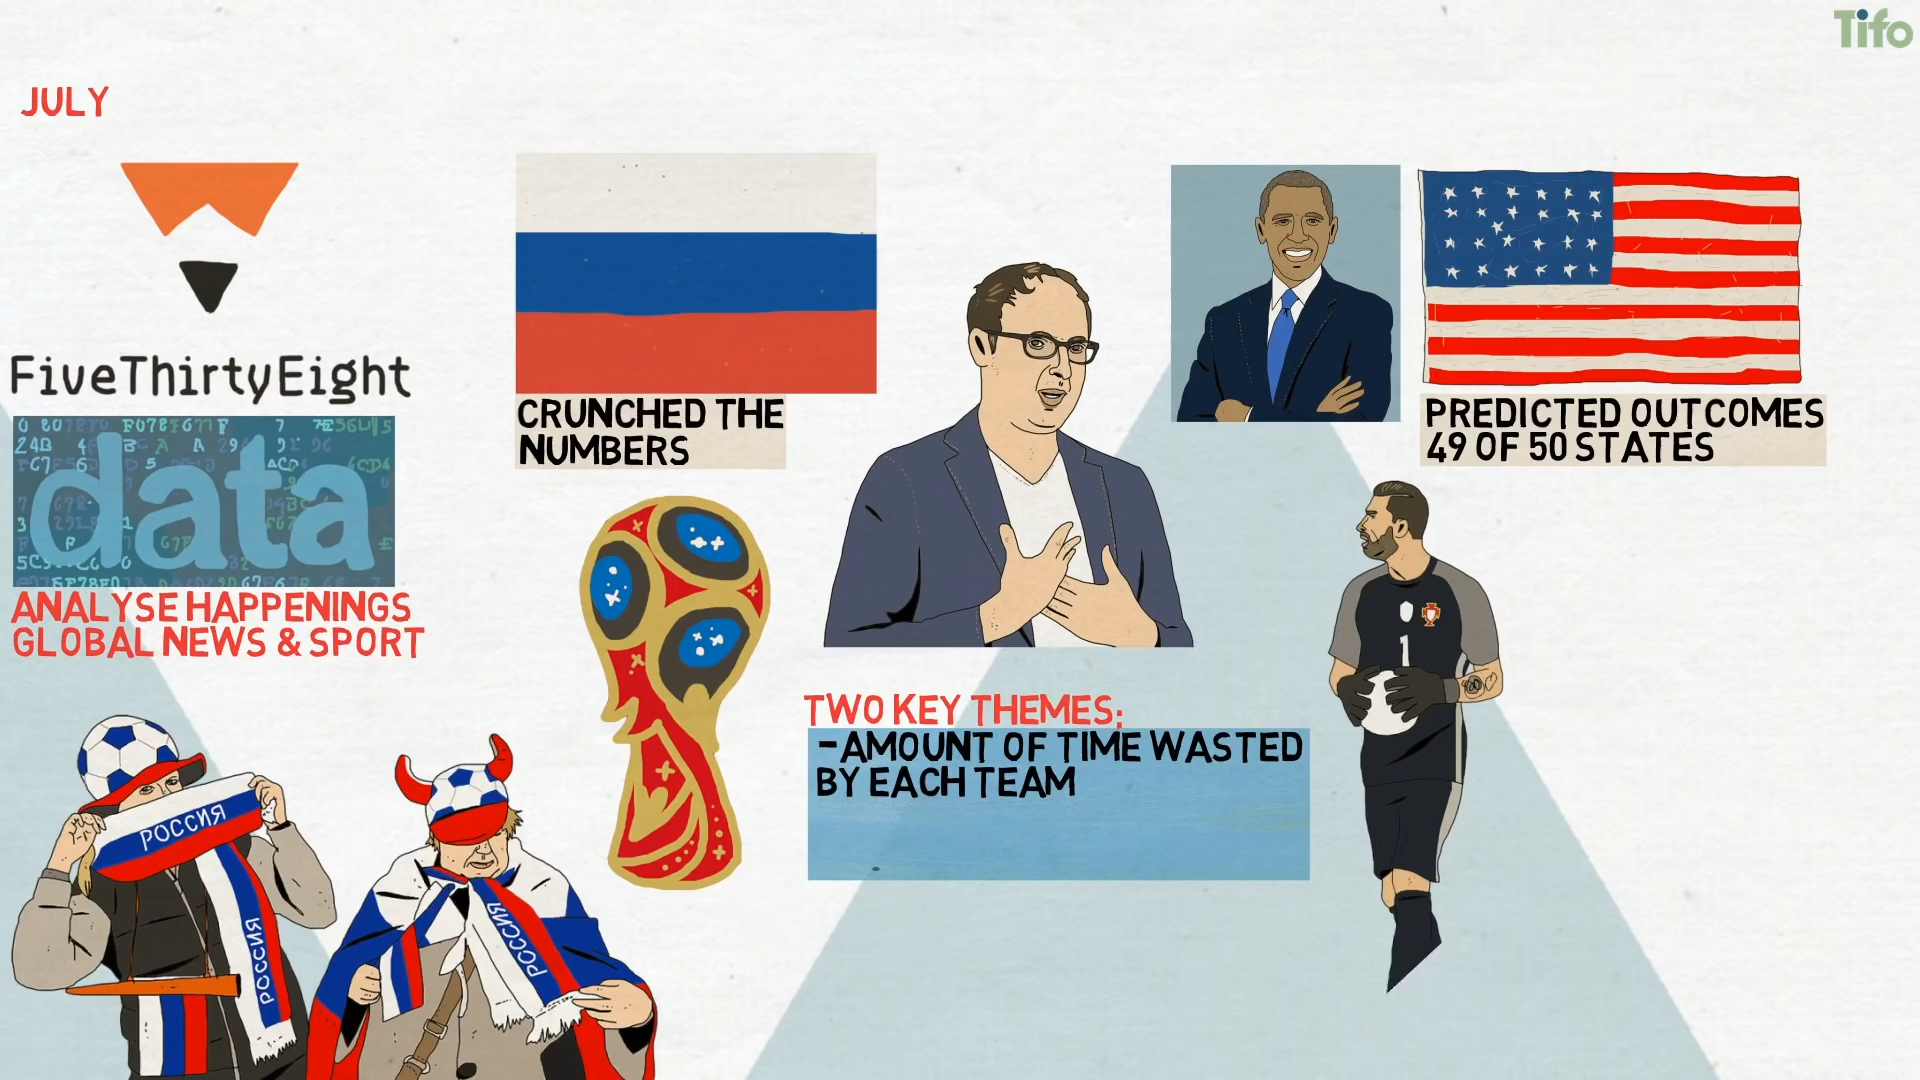 Tifo
JULY
FiveThirtyEight
data
ANALYSE HAPPENINGS
GLOBAL NEWS & SPORT
CRUNCHED THE
NUMBERS
PREDICTED OUTCOMES
49 OF 50 STATES
TWO KEY THEMES:
-AMOUNT OF TIME WASTED
BY EACH TEAM
1
РОССИЯ
РОССИЯ
РОССИЯ